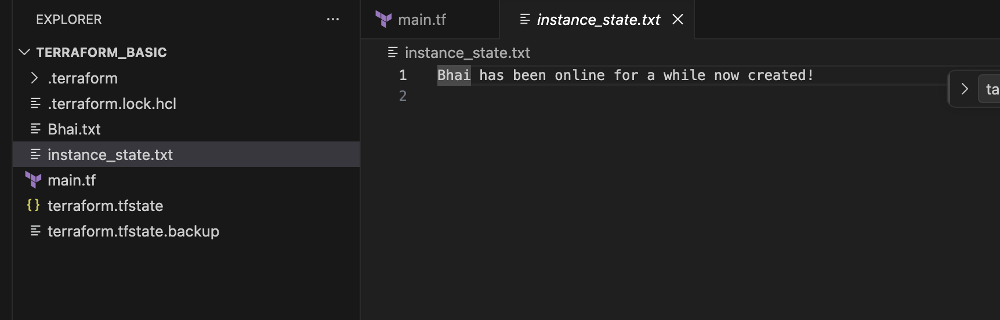 EXPLORER
TERRAFORM_BASIC
.terraform
.terraform.lock.hcl
Bhai.txt
instance_state.txt
main.tf
terraform.tfstate
terraform.tfstate.backup
main.tf
instance_state.txt
instance_state.txt
1 Bhai has been online for a while now created!
2
ta